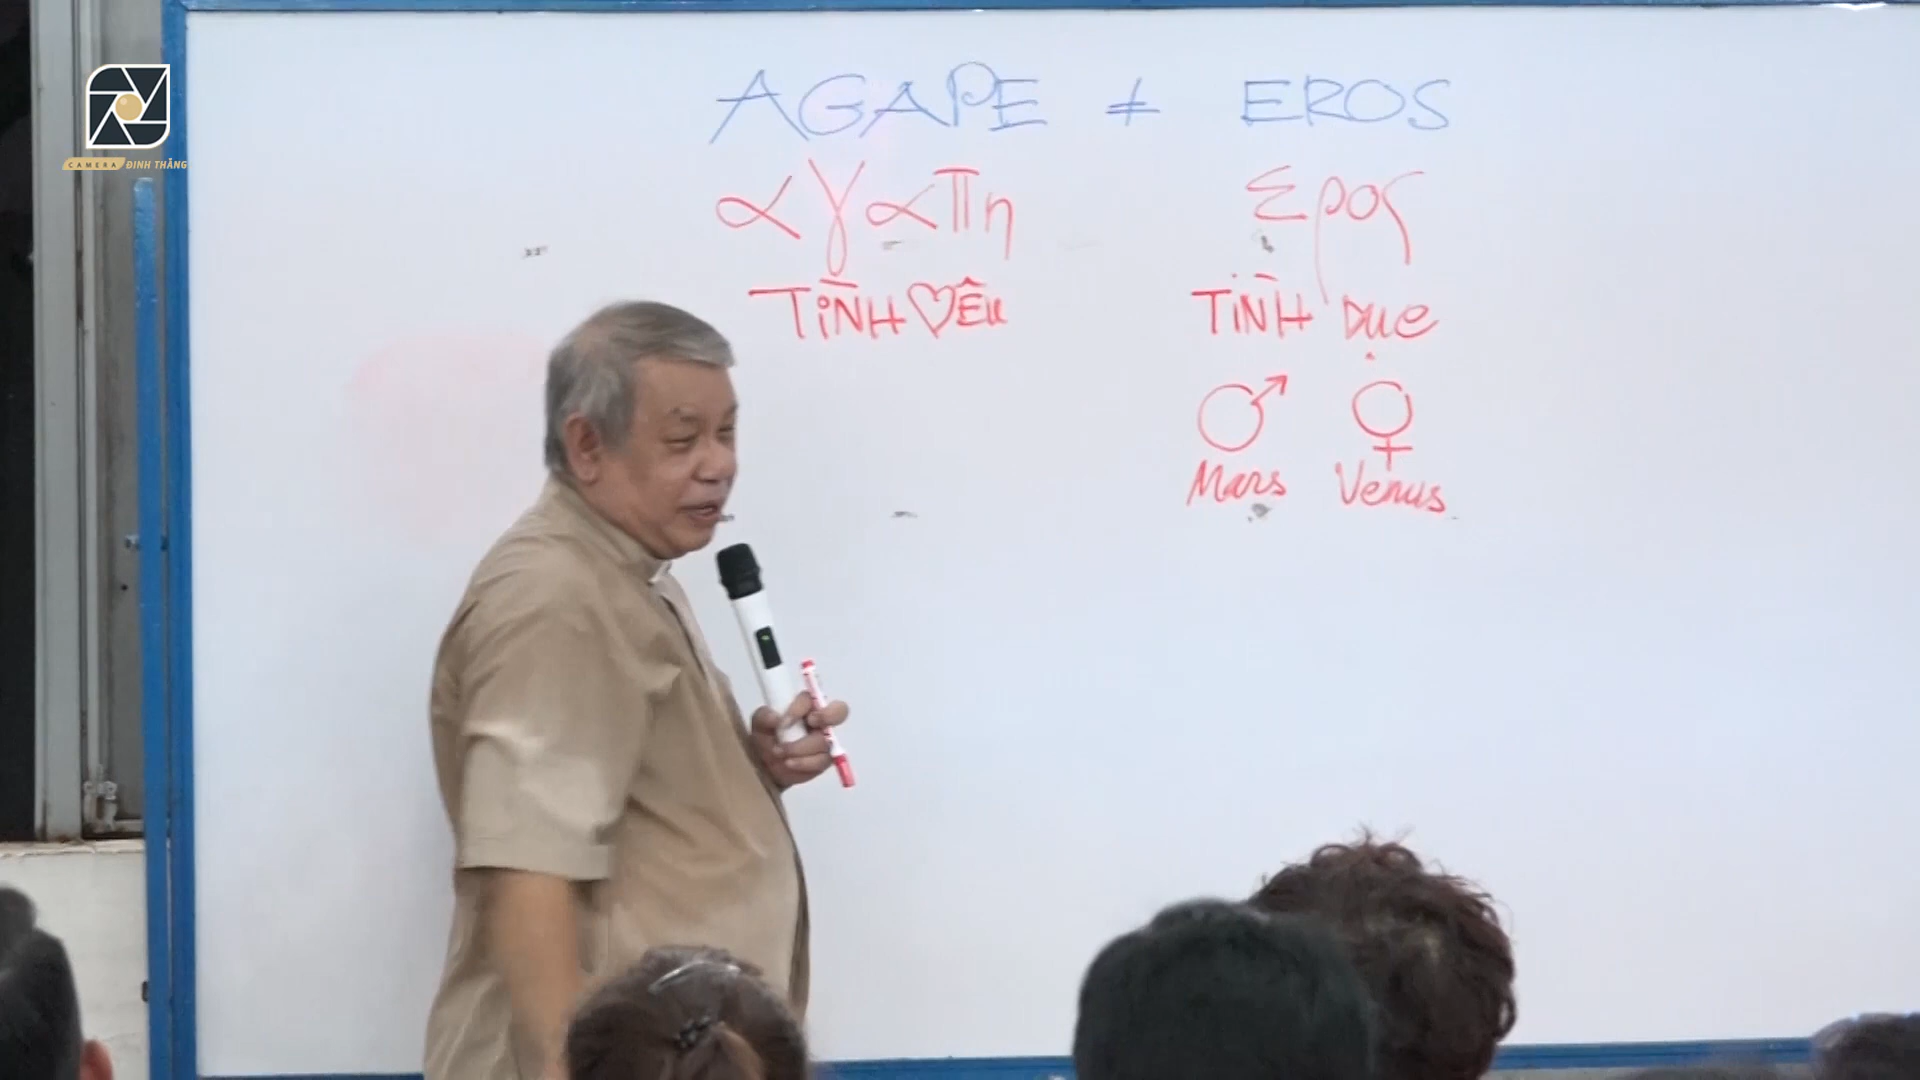 CAMERA ĐINH THẮNG
AGAPE ≠ EROS
αγαπη ερος
TÌNH ♡ÊU TÌNH DỤC
♂ ♀
Mars Venus